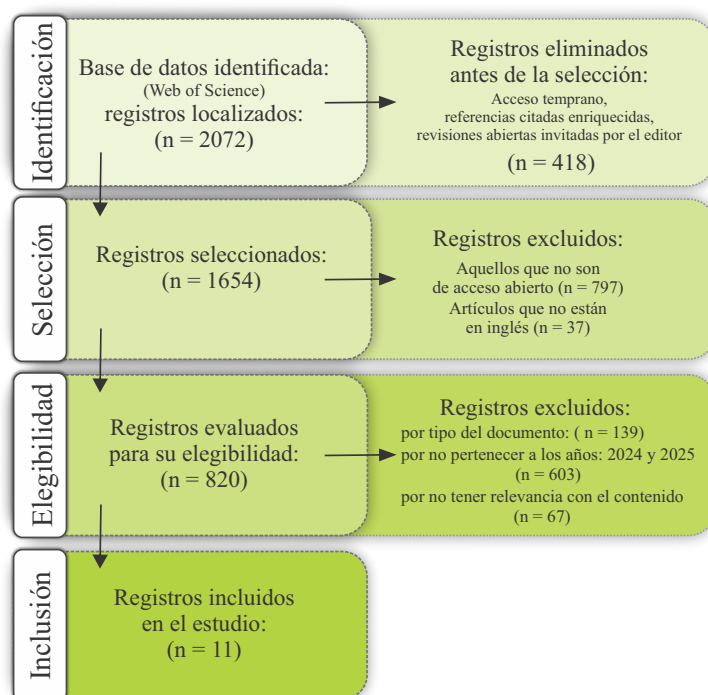 Identificación
Base de datos identificada:
(Web of Science)
registros localizados:
(n = 2072)
Registros eliminados
antes de la selección:
Acceso temprano,
referencias citadas enriquecidas,
revisiones abiertas invitadas por el editor
(n = 418)
Selección
Registros seleccionados:
(n = 1654)
Registros excluidos:
Aquellos que no son
de acceso abierto (n = 797)
Artículos que no están
en inglés (n = 37)
Elegibilidad
Registros evaluados
para su elegibilidad:
(n = 820)
Registros excluidos:
por tipo del documento: ( n = 139)
por no pertenecer a los años: 2024 y 2025
(n = 603)
por no tener relevancia con el contenido
(n = 67)
Inclusión
Registros incluidos
en el estudio:
(n = 11)